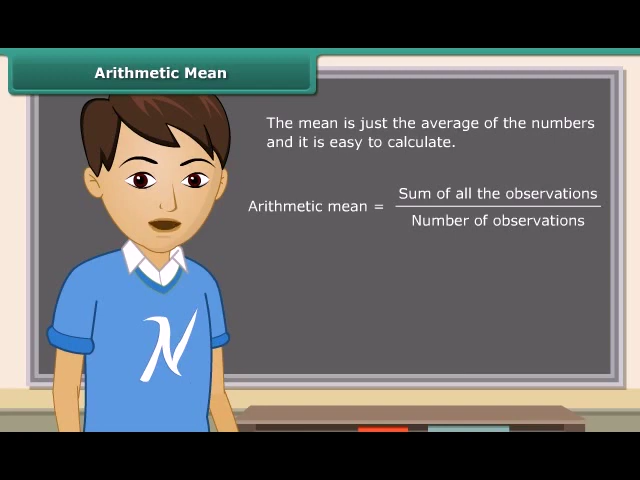 Arithmetic Mean
The mean is just the average of the numbers
and it is easy to calculate.
Arithmetic mean = Sum of all the observations
Number of observations
N